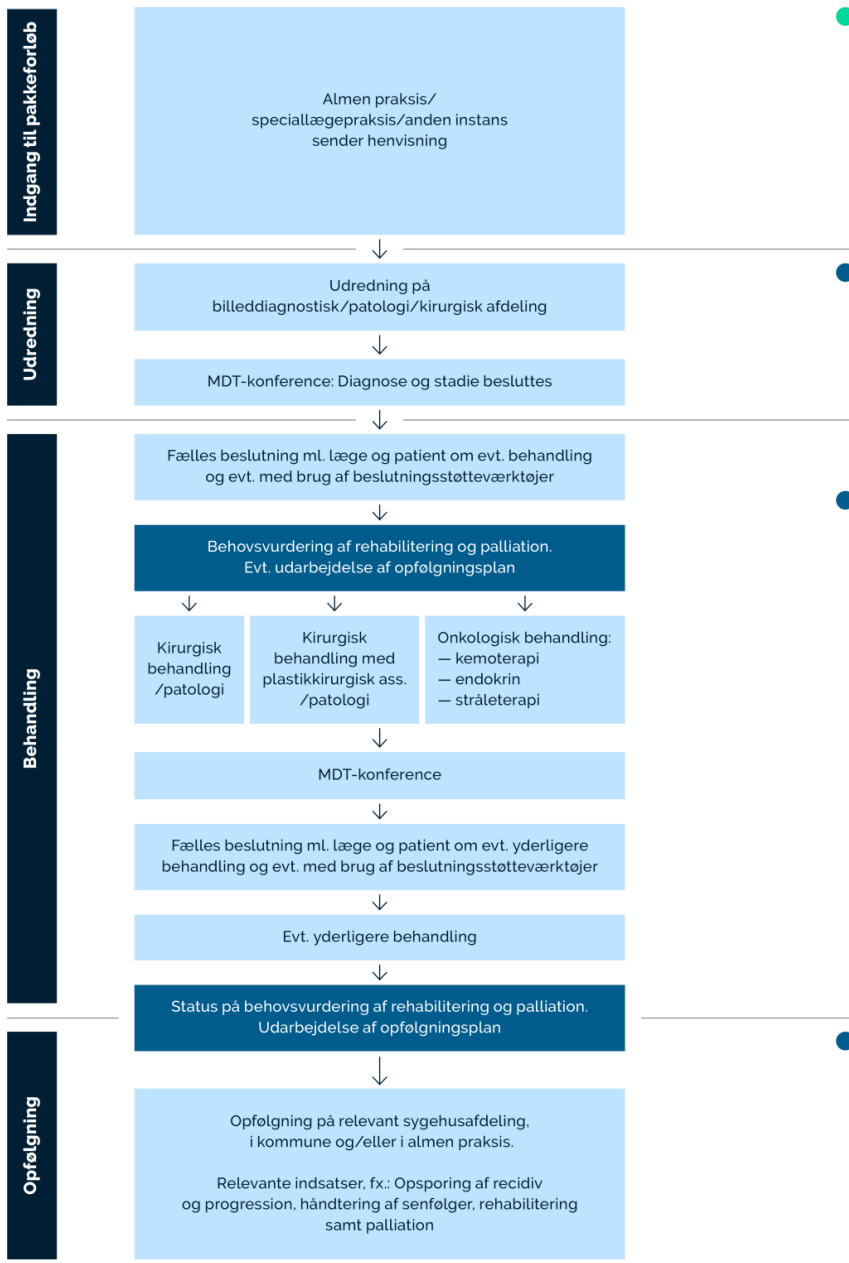 Indgang til pakkeforløb
Almen praksis/
speciallægepraksis/anden instans
sender henvisning
Udredning
Udredning på
billeddiagnostisk/patologi/kirurgisk afdeling
MDT-konference: Diagnose og stadie besluttes
Behandling
Fælles beslutning ml. læge og patient om evt. behandling
og evt. med brug af beslutningsstøtteværktøjer
Behovsvurdering af rehabilitering og palliation.
Evt. udarbejdelse af opfølgningsplan
Kirurgisk
behandling
/patologi
Kirurgisk
behandling med
plastikkirurgisk ass.
/patologi
Onkologisk behandling:
— kemoterapi
— endokrin
— stråleterapi
MDT-konference
Fælles beslutning ml. læge og patient om evt. yderligere
behandling og evt. med brug af beslutningsstøtteværktøjer
Evt. yderligere behandling
Status på behovsvurdering af rehabilitering og palliation.
Udarbejdelse af opfølgningsplan
Opfølgning
Opfølgning på relevant sygehusafdeling,
i kommune og/eller i almen praksis.
Relevante indsatser, fx.: Opsporing af recidiv
og progression, håndtering af senfølger, rehabilitering
samt palliation